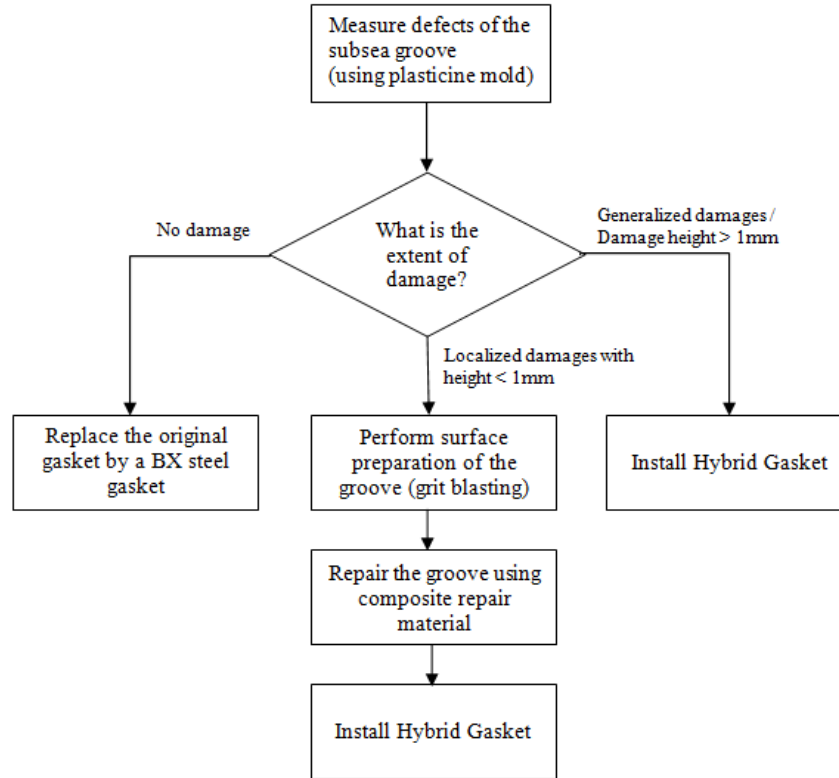 Measure defects of the
subsea groove
(using plasticine mold)
What is the
extent of
damage?
No damage
Generalized damages /
Damage height > 1mm
Localized damages with
height < 1mm
Replace the original
gasket by a BX steel
gasket
Perform surface
preparation of the
groove (grit blasting)
Install Hybrid Gasket
Repair the groove using
composite repair
material
Install Hybrid Gasket